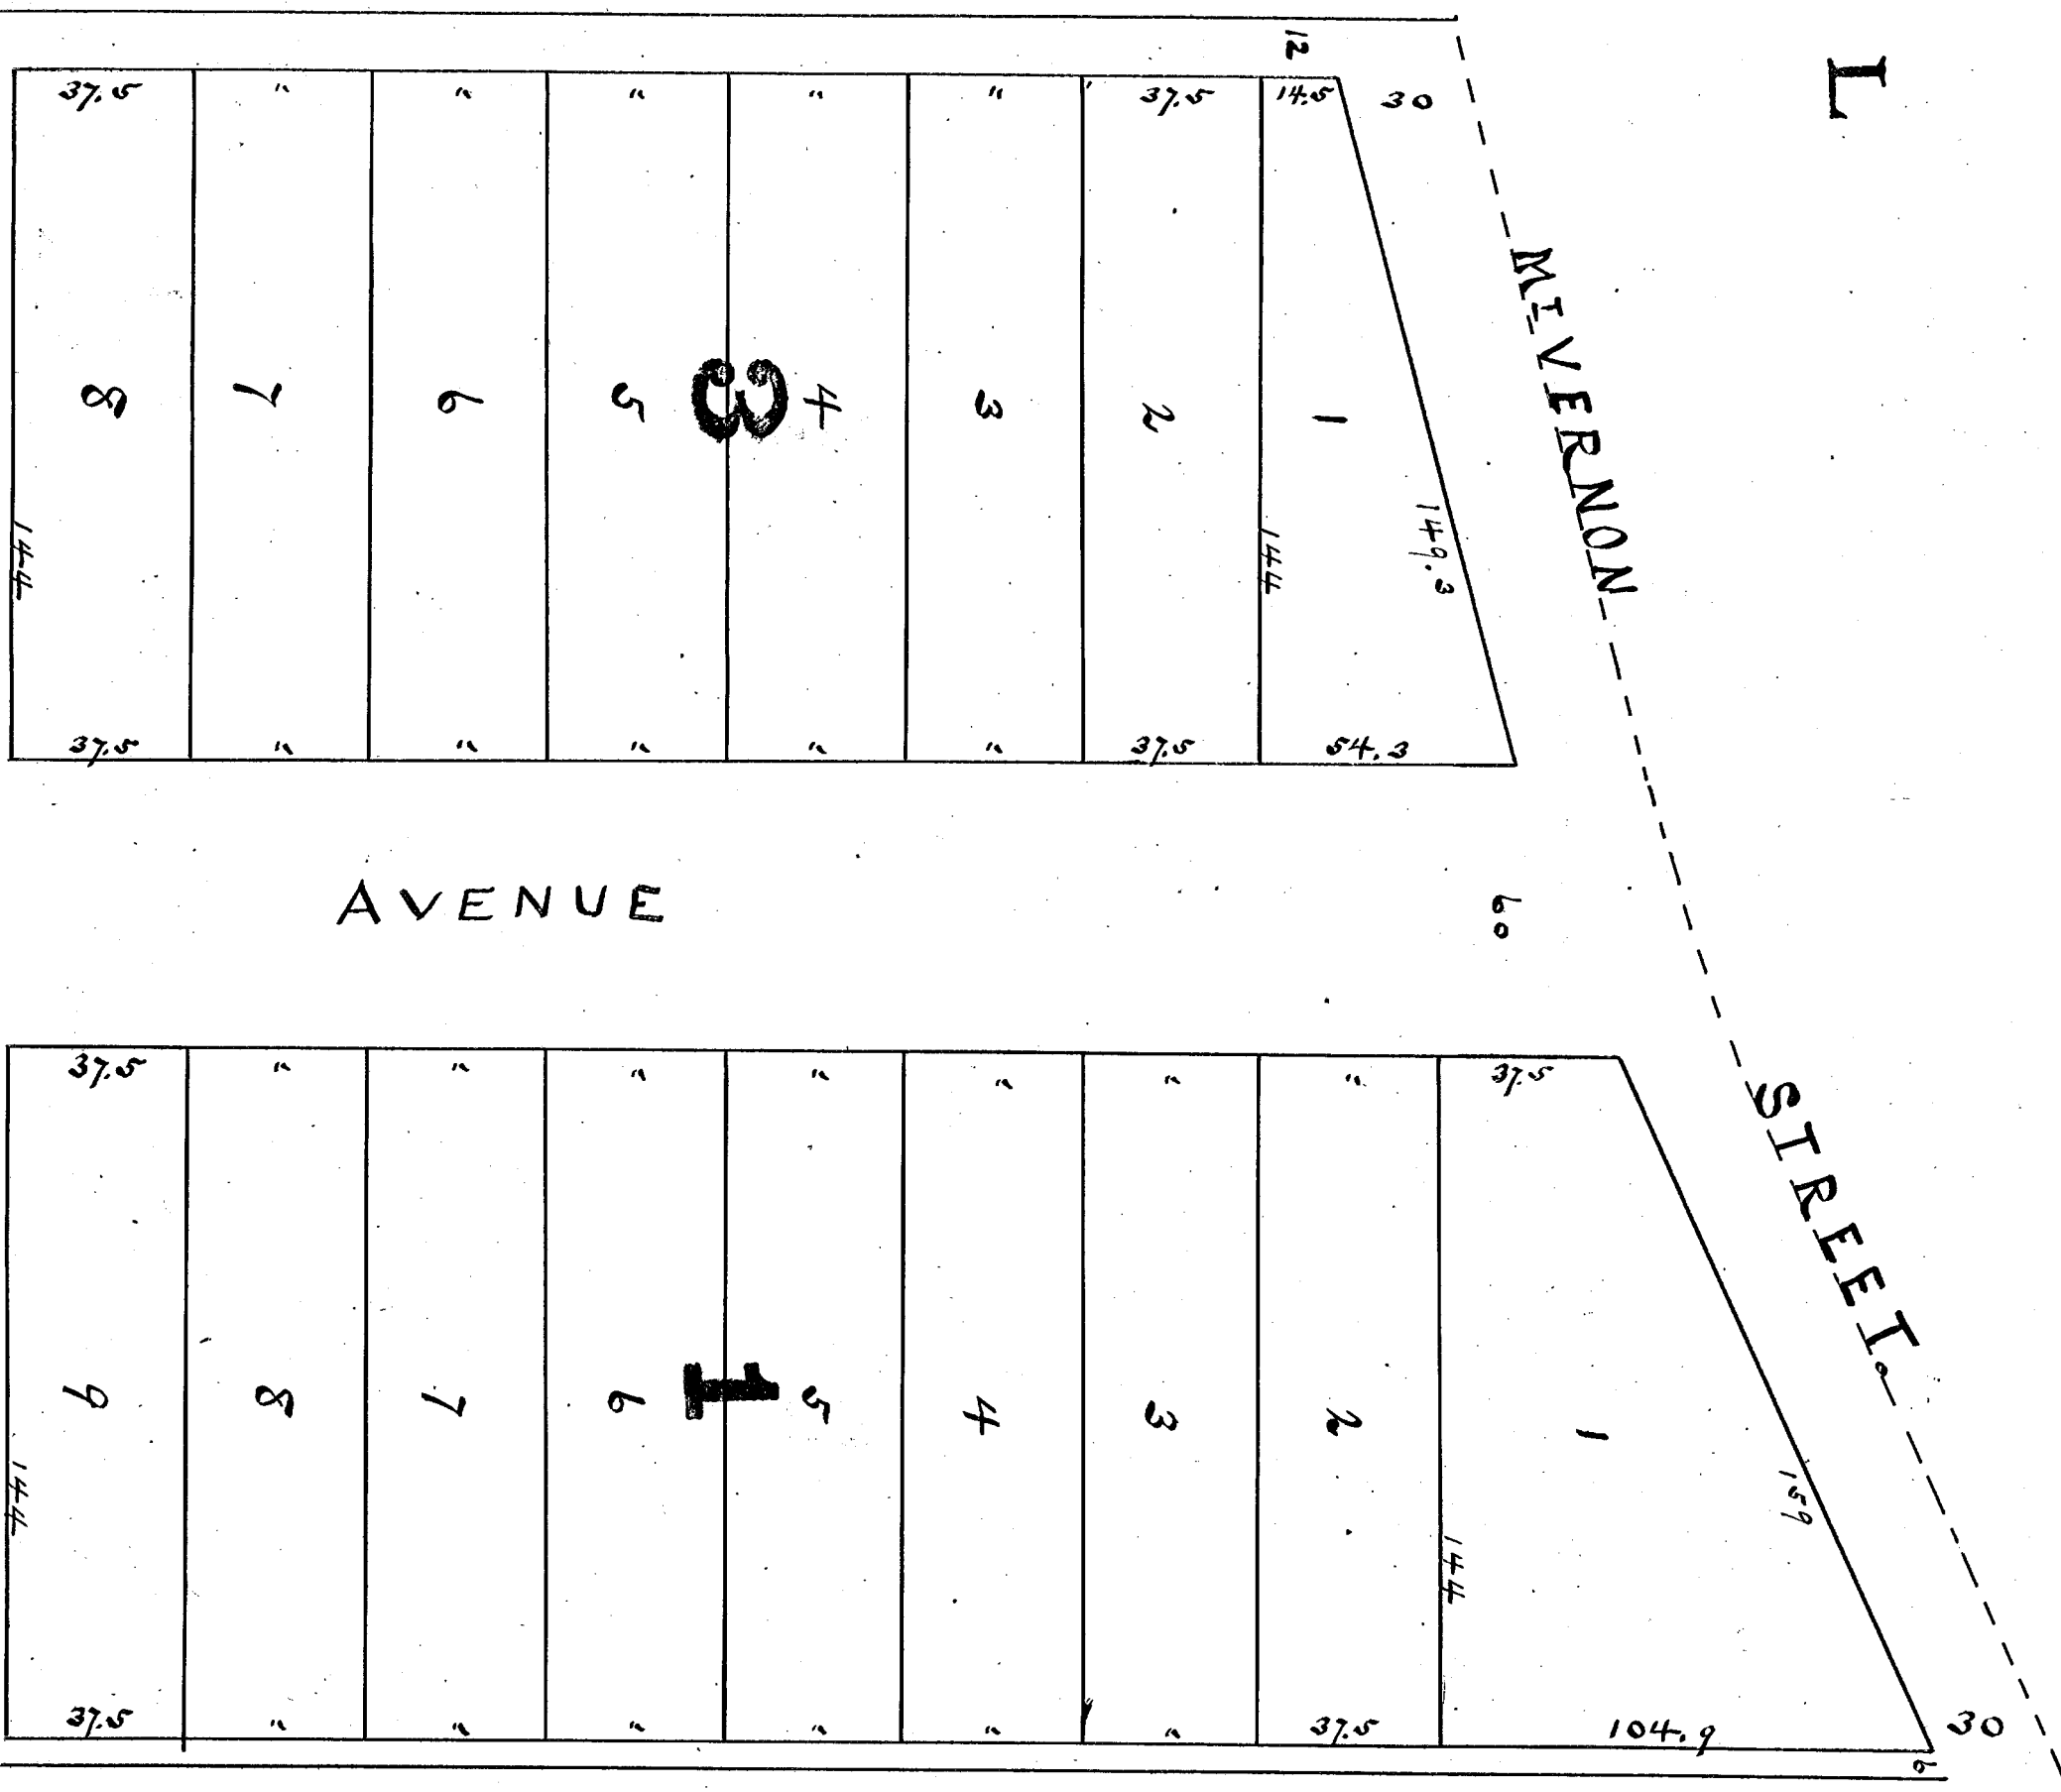 L
12
37.5 " " " " " 37.5 14.5 30
MT VERNON STREET.
8 7 6 5 4 3 2 1
3
144 144 149.3
37.5 " " " " " 37.5 54.3
AVENUE
60
37.5 " " " " " " " 37.5
9 8 7 6 5 4 3 2 1
1
144 144 159
37.5 " " " " " " 37.5 104.9 30
6